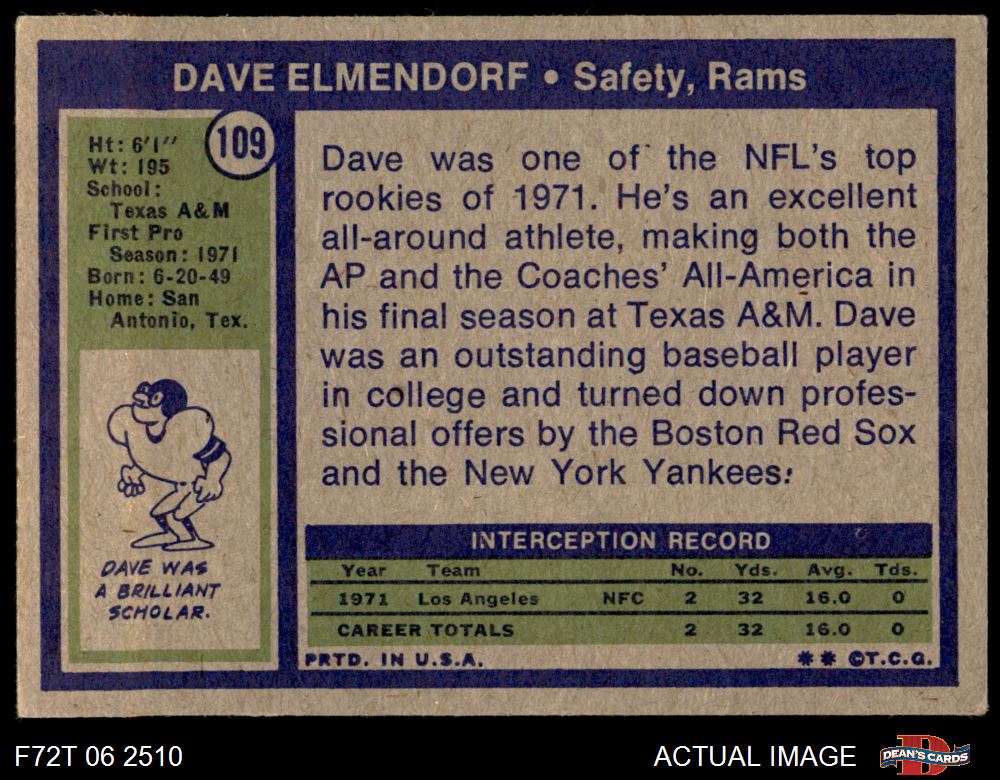 DAVE ELMENDORF • Safety, Rams
109
Ht: 6'1"
Wt: 195
School:
Texas A&M
First Pro
Season: 1971
Born: 6-20-49
Home: San
Antonio, Tex.
DAVE WAS
A BRILLIANT
SCHOLAR.
Dave was one of the NFL's top
rookies of 1971. He's an excellent
all-around athlete, making both the
AP and the Coaches' All-America in
his final season at Texas A&M. Dave
was an outstanding baseball player
in college and turned down profes-
sional offers by the Boston Red Sox
and the New York Yankees.
INTERCEPTION RECORD
Year Team No. Yds. Avg. Tds.
1971 Los Angeles NFC 2 32 16.0 0
CAREER TOTALS 2 32 16.0 0
PRTD. IN U.S.A. ** ©T.C.G.
F72T 06 2510 ACTUAL IMAGE DEAN'S CARDS